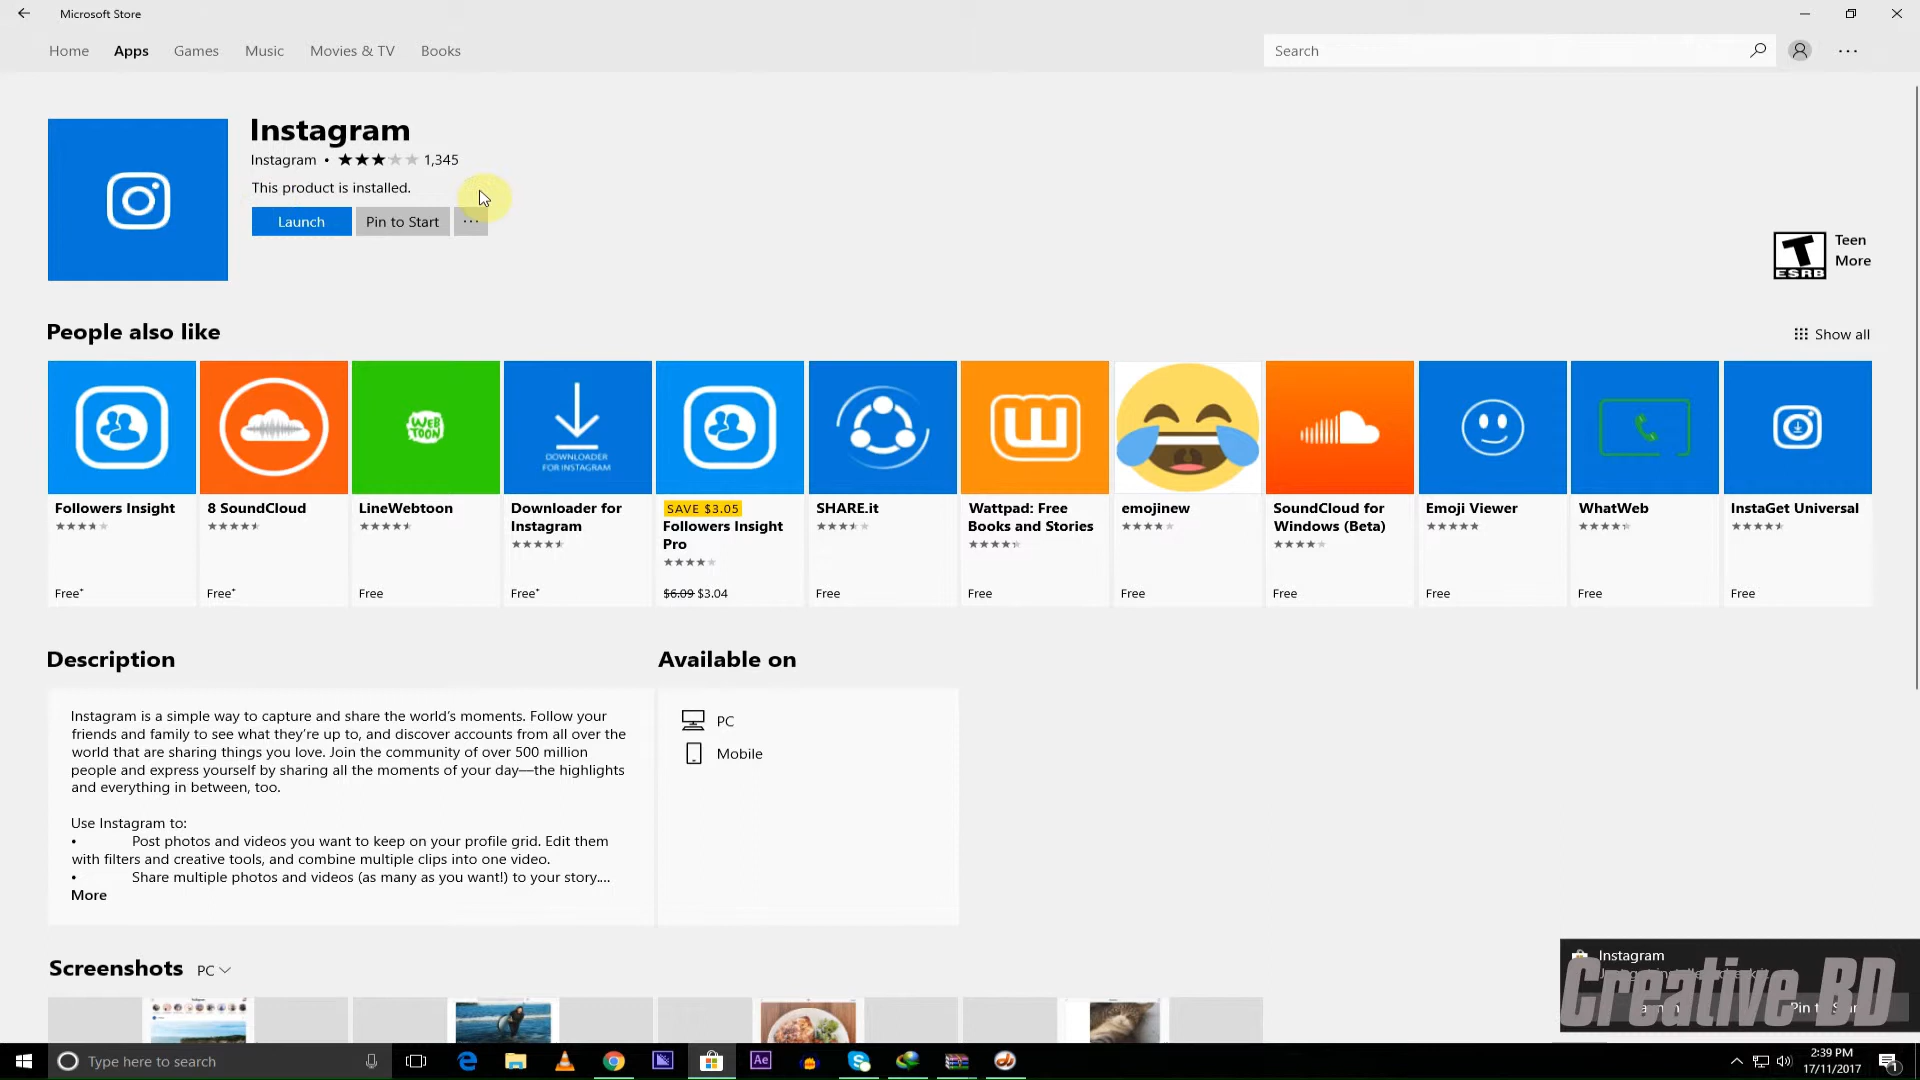 Microsoft Store
Home Apps Games Music Movies & TV Books
Search
Instagram
Instagram • 1,345
This product is installed.
Launch Pin to Start ...
T
ESRB
Teen
More
People also like
Show all
WEB
TOON
DOWNLOADER
FOR INSTAGRAM
Followers Insight
Free+
8 SoundCloud
Free+
LineWebtoon
Free
Downloader for
Instagram
Free+
SAVE $3.05
Followers Insight
Pro
$6.09 $3.04
SHARE.it
Free
Wattpad: Free
Books and Stories
Free
emojinew
Free
SoundCloud for
Windows (Beta)
Free
Emoji Viewer
Free
WhatWeb
Free
InstaGet Universal
Free
Description
Instagram is a simple way to capture and share the world's moments. Follow your
friends and family to see what they're up to, and discover accounts from all over the
world that are sharing things you love. Join the community of over 500 million
people and express yourself by sharing all the moments of your day—the highlights
and everything in between, too.
Use Instagram to:
• Post photos and videos you want to keep on your profile grid. Edit them
with filters and creative tools, and combine multiple clips into one video.
• Share multiple photos and videos (as many as you want!) to your story....
More
Available on
PC
Mobile
Screenshots PC
Instagram
Creative BD
Type here to search
Ae
2:39 PM
17/11/2017
1